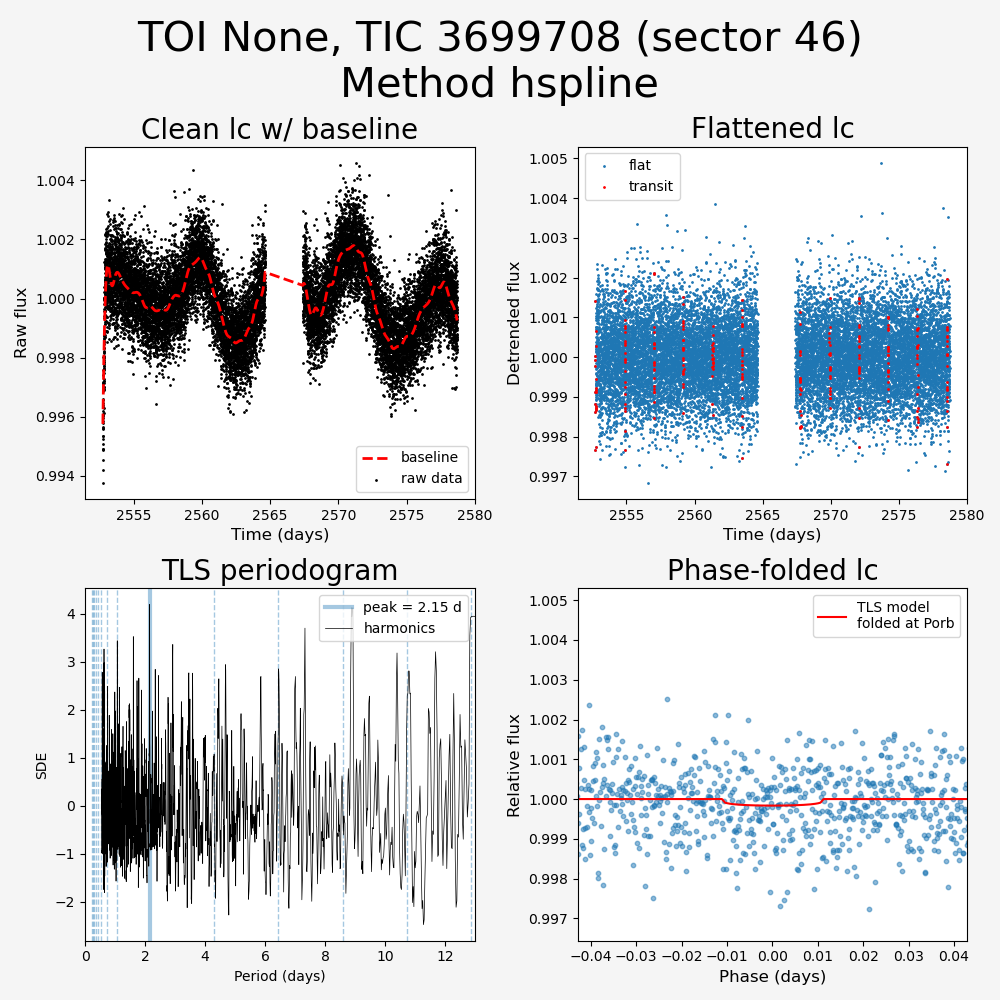 TOI None, TIC 3699708 (sector 46)
Method hspline
Clean lc w/ baseline
Raw flux
1.004
1.002
1.000
0.998
0.996
0.994
baseline
raw data
2555
2560
2565
2570
2575
2580
Time (days)
Flattened lc
Detrended flux
1.005
1.004
1.003
1.002
1.001
1.000
0.999
0.998
0.997
flat
transit
2555
2560
2565
2570
2575
2580
Time (days)
TLS periodogram
SDE
4
3
2
1
0
−1
−2
peak = 2.15 d
harmonics
0
2
4
6
8
10
12
Period (days)
Phase-folded lc
Relative flux
1.005
1.004
1.003
1.002
1.001
1.000
0.999
0.998
0.997
TLS model
folded at Porb
−0.04
−0.03
−0.02
−0.01
0.00
0.01
0.02
0.03
0.04
Phase (days)